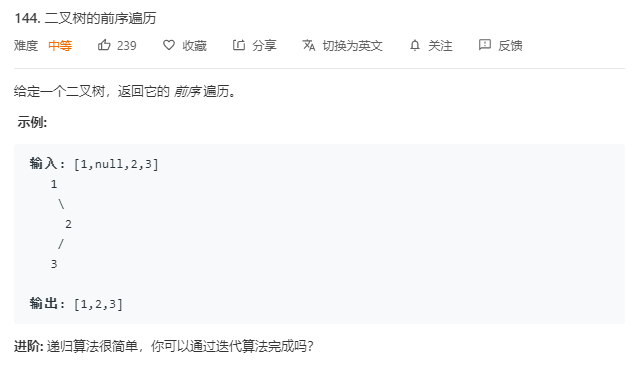 144. 二叉树的前序遍历
难度 中等 239 收藏 分享 切换为英文 关注 反馈
给定一个二叉树，返回它的 前序 遍历。
示例:
输入: [1,null,2,3]
1
\
2
/
3
输出: [1,2,3]
进阶: 递归算法很简单，你可以通过迭代算法完成吗？